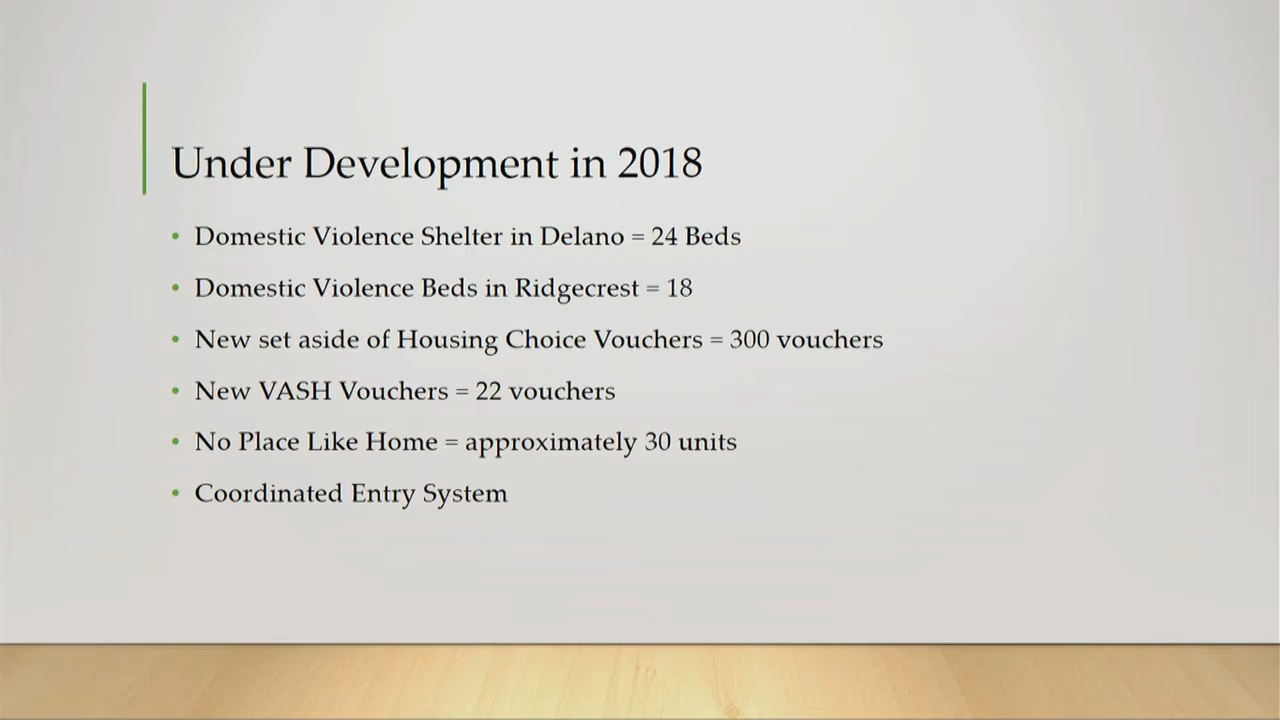 Under Development in 2018
• Domestic Violence Shelter in Delano = 24 Beds
• Domestic Violence Beds in Ridgecrest = 18
• New set aside of Housing Choice Vouchers = 300 vouchers
• New VASH Vouchers = 22 vouchers
• No Place Like Home = approximately 30 units
• Coordinated Entry System